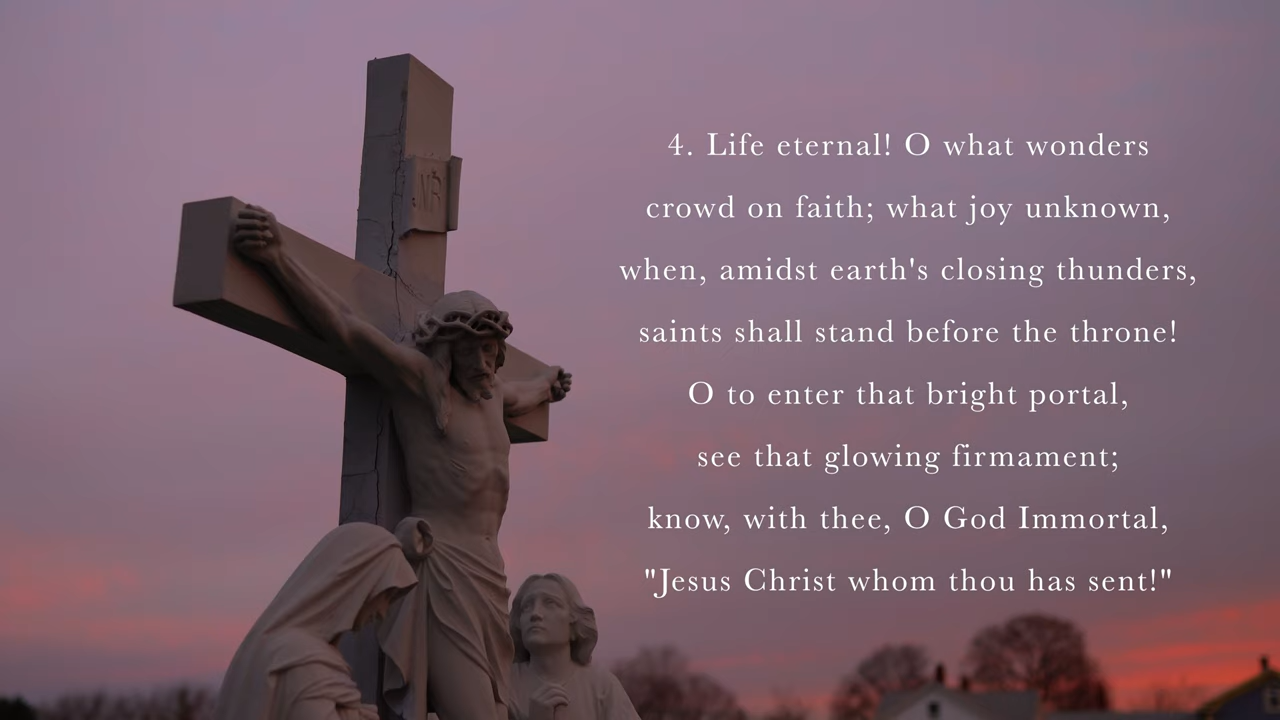 4. Life eternal! O what wonders
crowd on faith; what joy unknown,
when, amidst earth's closing thunders,
saints shall stand before the throne!
O to enter that bright portal,
see that glowing firmament;
know, with thee, O God Immortal,
"Jesus Christ whom thou has sent!"